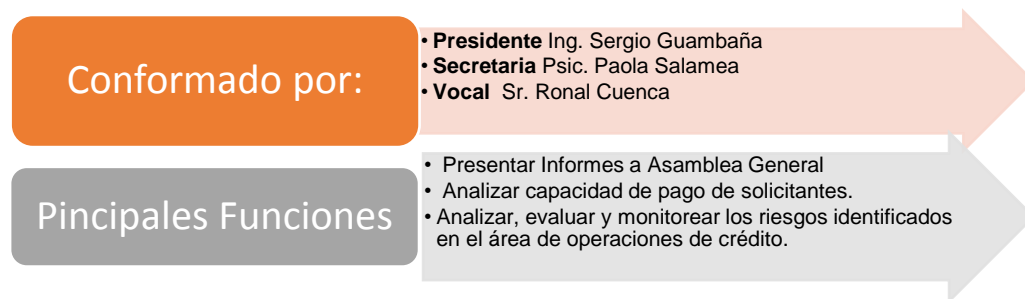 Conformado por:
• Presidente Ing. Sergio Guambaña
• Secretaria Psic. Paola Salamea
• Vocal Sr. Ronal Cuenca
Pincipales Funciones
• Presentar Informes a Asamblea General
• Analizar capacidad de pago de solicitantes.
• Analizar, evaluar y monitorear los riesgos identificados
en el área de operaciones de crédito.